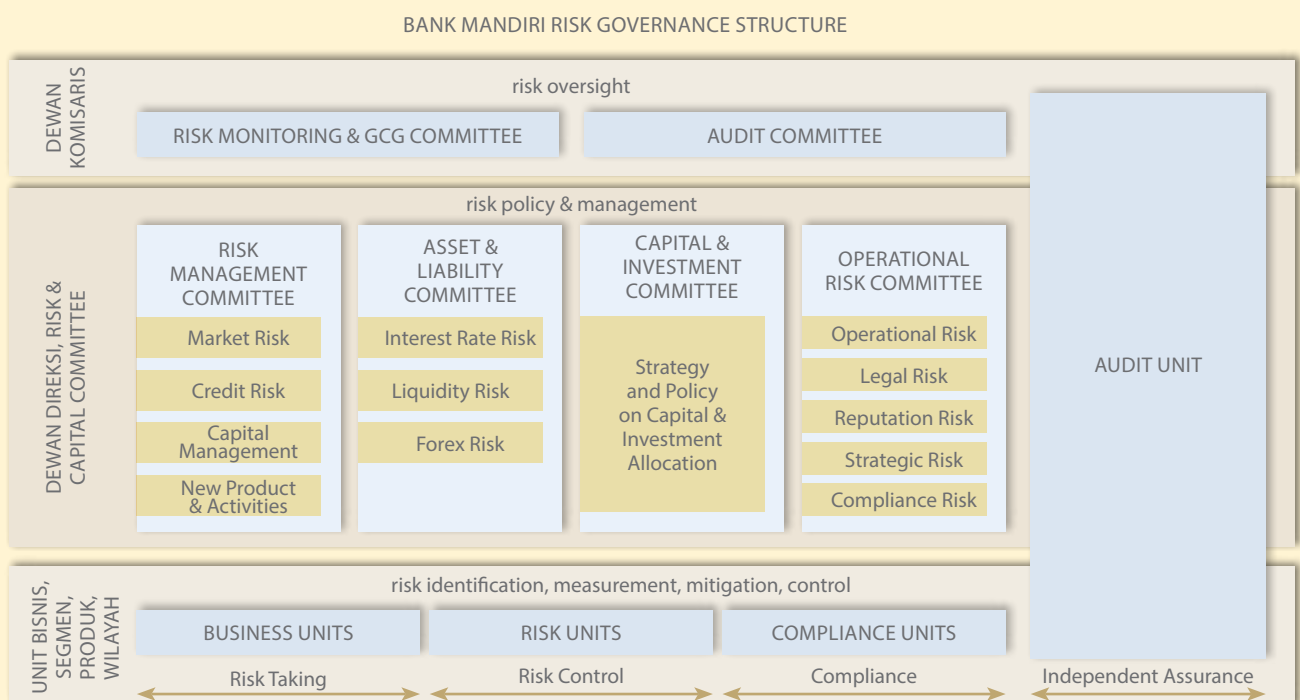 BANK MANDIRI RISK GOVERNANCE STRUCTURE
DEWAN
KOMISARIS
risk oversight
RISK MONITORING & GCG COMMITTEE
AUDIT COMMITTEE
DEWAN DIREKSI, RISK &
CAPITAL COMMITTEE
risk policy & management
RISK
MANAGEMENT
COMMITTEE
Market Risk
Credit Risk
Capital
Management
New Product
& Activities
ASSET &
LIABILITY
COMMITTEE
Interest Rate Risk
Liquidity Risk
Forex Risk
CAPITAL &
INVESTMENT
COMMITTEE
Strategy
and Policy
on Capital &
Investment
Allocation
OPERATIONAL
RISK COMMITTEE
Operational Risk
Legal Risk
Reputation Risk
Strategic Risk
Compliance Risk
AUDIT UNIT
UNIT BISNIS,
SEGMEN,
PRODUK,
WILAYAH
risk identification, measurement, mitigation, control
BUSINESS UNITS
RISK UNITS
COMPLIANCE UNITS
Risk Taking
Risk Control
Compliance
Independent Assurance